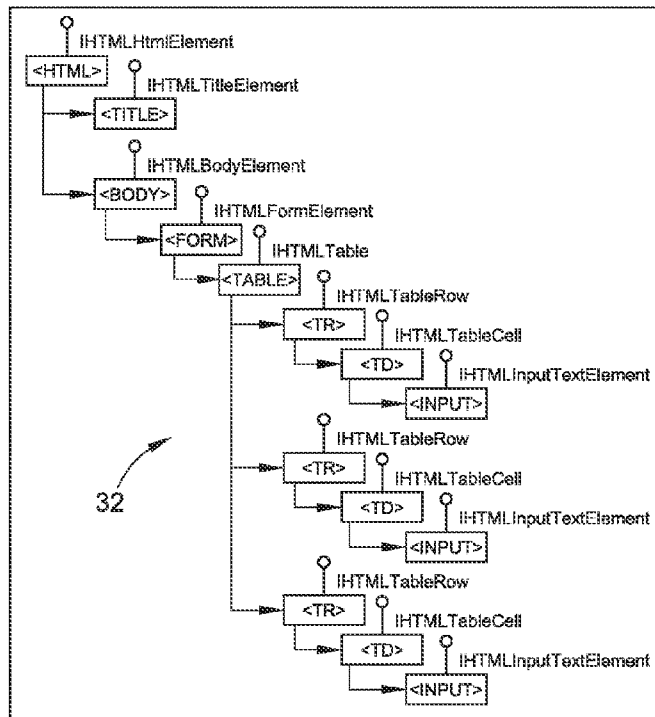 IHTMLHtmlElement
<HTML>
IHTMLTitleElement
<TITLE>
IHTMLBodyElement
<BODY>
IHTMLFormElement
<FORM>
IHTMLTable
<TABLE>
IHTMLTableRow
<TR>
IHTMLTableCell
<TD>
IHTMLInputTextElement
<INPUT>
IHTMLTableRow
<TR>
IHTMLTableCell
<TD>
32
IHTMLInputTextElement
<INPUT>
IHTMLTableRow
<TR>
IHTMLTableCell
<TD>
IHTMLInputTextElement
<INPUT>